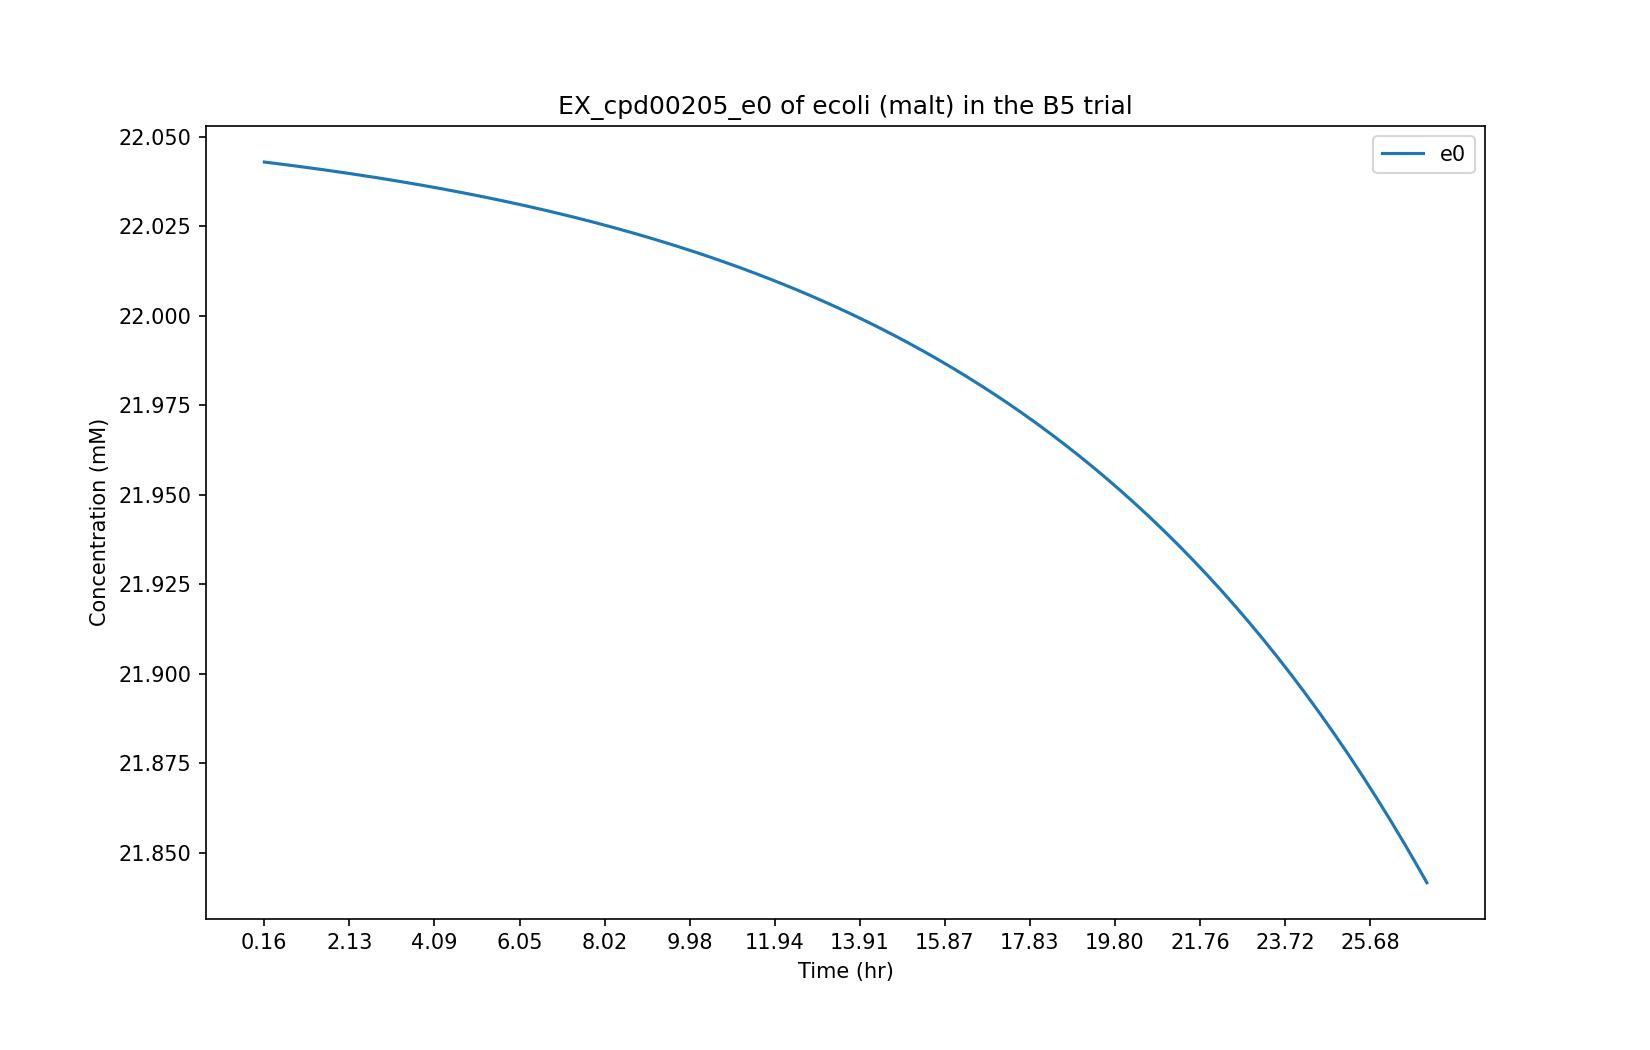 EX_cpd00205_e0 of ecoli (malt) in the B5 trial
e0
Concentration (mM)
22.050
22.025
22.000
21.975
21.950
21.925
21.900
21.875
21.850
0.16 2.13 4.09 6.05 8.02 9.98 11.94 13.91 15.87 17.83 19.80 21.76 23.72 25.68
Time (hr)